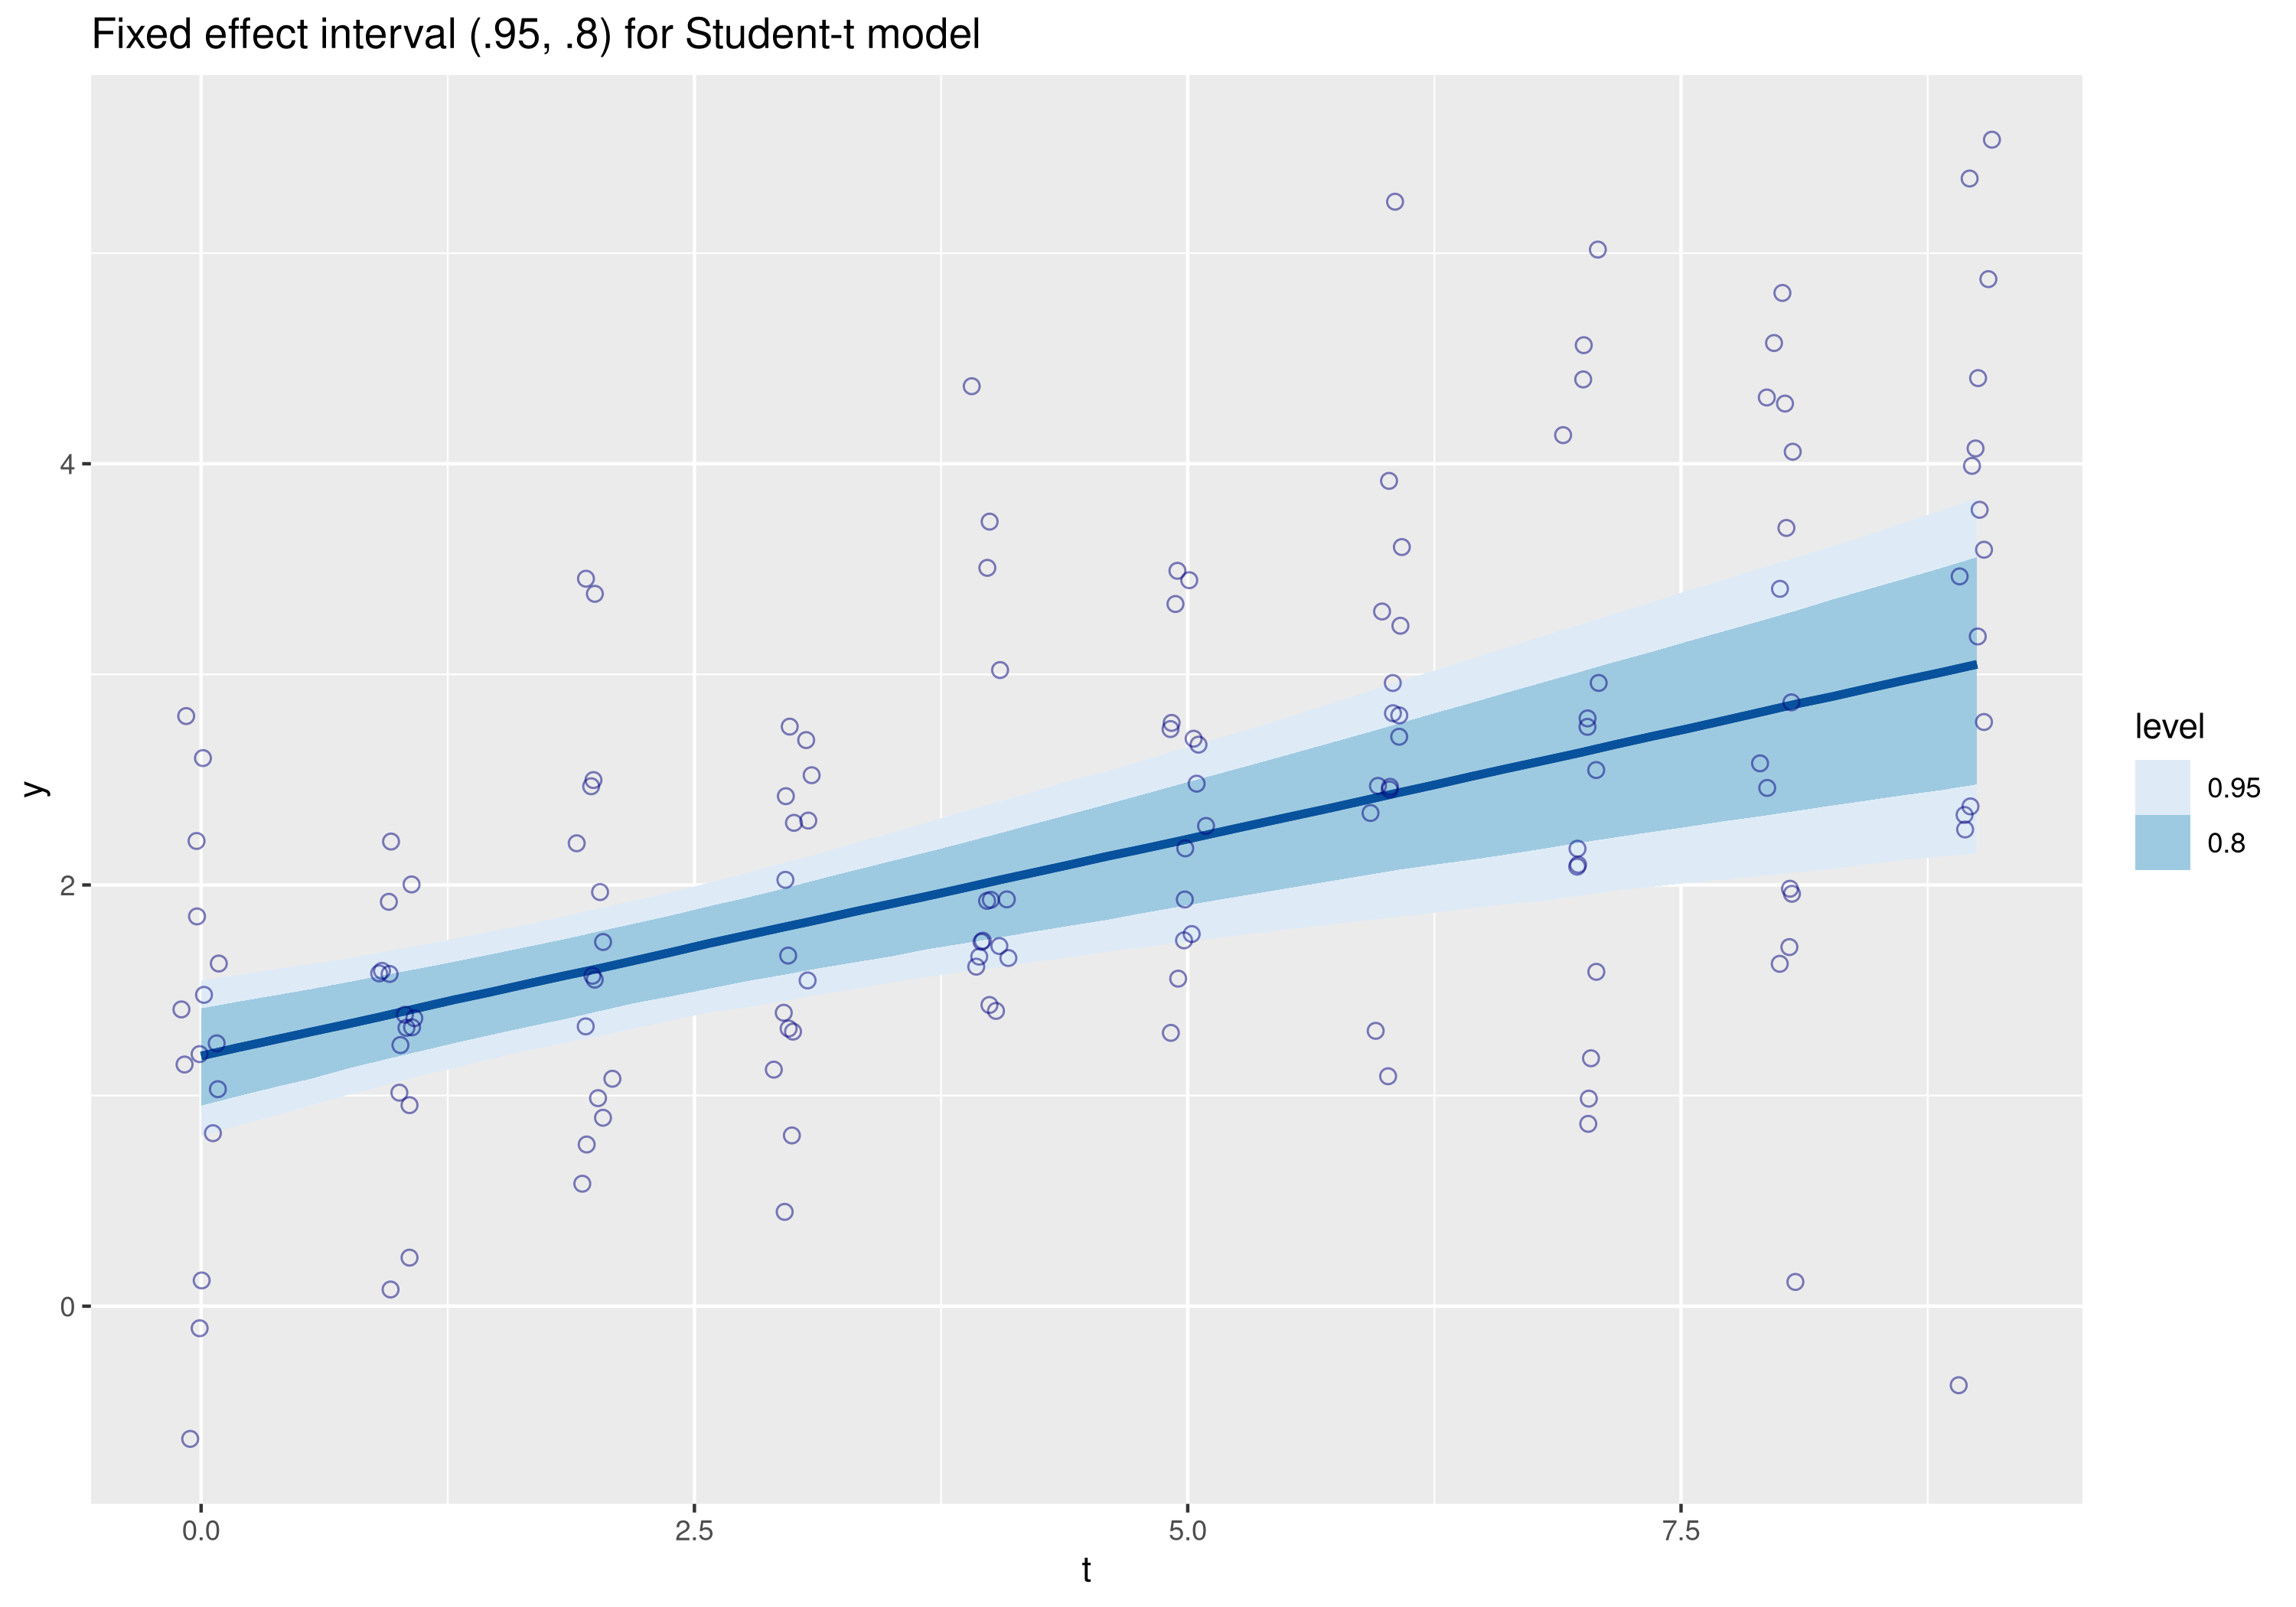 Fixed effect interval (.95, .8) for Student-t model
y
4
2
0
0.0 2.5 5.0 7.5
t
level
0.95
0.8